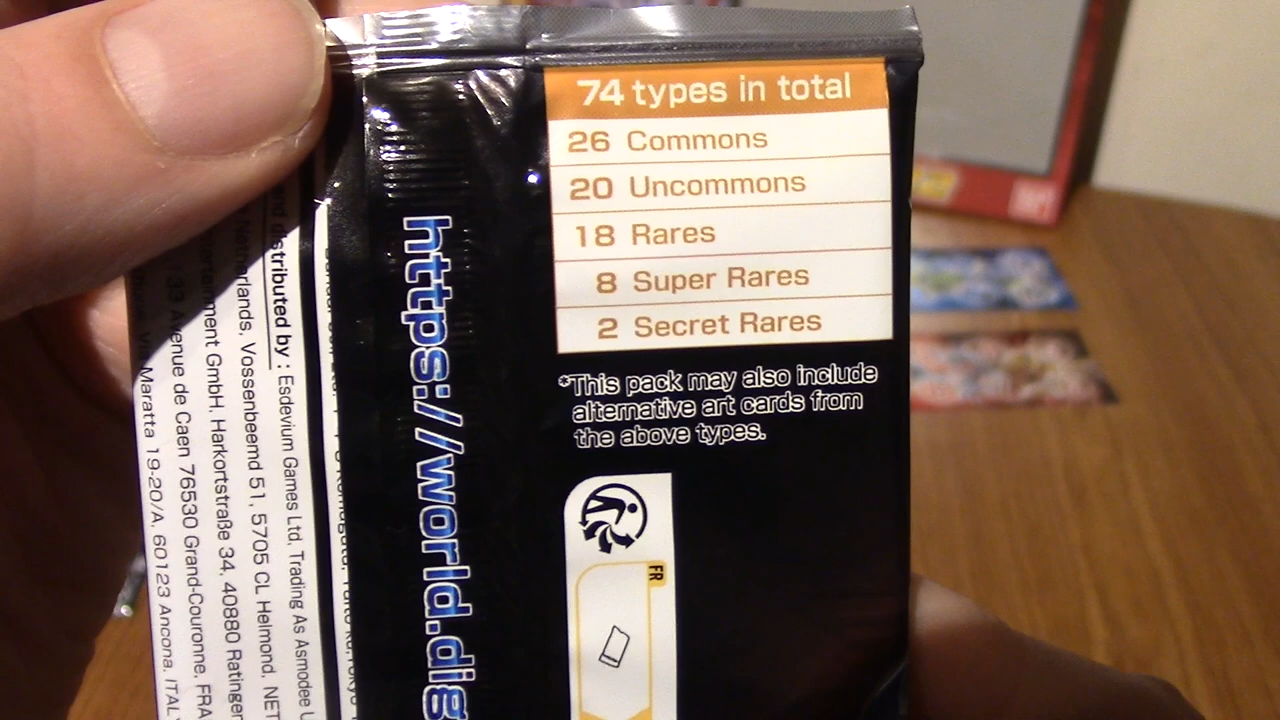 74 types in total
26 Commons
20 Uncommons
18 Rares
8 Super Rares
2 Secret Rares
*This pack may also include
alternative art cards from
the above types.
FR
https://world.dig
distributed by : Esdevium Games Ltd, Trading As Asmodee
Netherlands, Vossenbeemd 51, 5705 CL Helmond, NET
GmbH, Harkortstraße 34, 40880 Ratingen
33 Avenue de Caen 76530 Grand-Couronne, FRA
Maratta 19-20/A, 60123 Ancona, ITALY